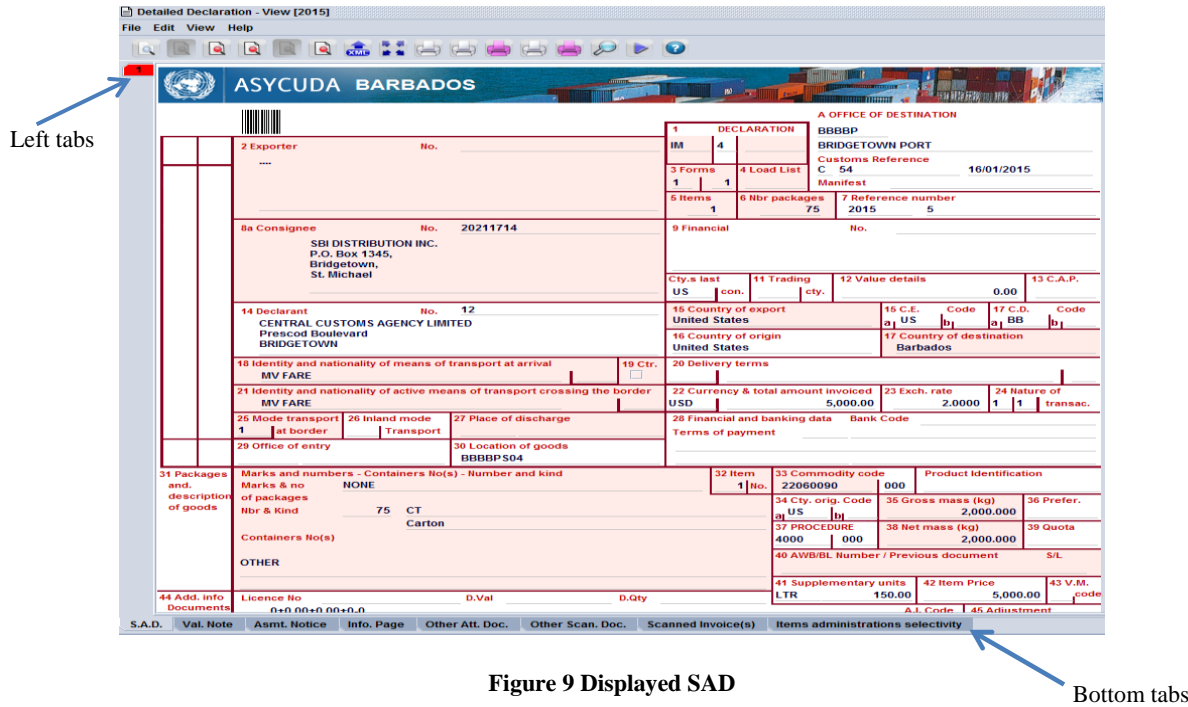 Detailed Declaration - View [2015]
File Edit View Help
XML
1
ASYCUDA BARBADOS
Left tabs
A OFFICE OF DESTINATION
1 DECLARATION BBBBP
2 Exporter No.
IM 4 BRIDGETOWN PORT
----
Customs Reference
3 Forms 4 Load List C 54 16/01/2015
1 1 Manifest
5 Items 6 Nbr packages 7 Reference number
1 75 2015 5
8a Consignee No. 20211714 9 Financial No.
SBI DISTRIBUTION INC.
P.O. Box 1345,
Bridgetown,
St. Michael
Cty.s last 11 Trading 12 Value details 13 C.A.P.
US con. cty. 0.00
14 Declarant No. 12 15 Country of export 15 C.E. Code 17 C.D. Code
CENTRAL CUSTOMS AGENCY LIMITED United States a US b a BB b
Prescod Boulevard
BRIDGETOWN
16 Country of origin 17 Country of destination
United States Barbados
18 Identity and nationality of means of transport at arrival 19 Ctr. 20 Delivery terms
MV FARE
21 Identity and nationality of active means of transport crossing the border 22 Currency & total amount invoiced 23 Exch. rate 24 Nature of
MV FARE USD 5,000.00 2.0000 1 1 transac.
25 Mode transport 26 Inland mode 27 Place of discharge 28 Financial and banking data Bank Code
1 at border Transport Terms of payment
29 Office of entry 30 Location of goods
BBBBPS04
31 Packages and. description of goods
Marks and numbers - Containers No(s) - Number and kind 32 Item 33 Commodity code Product Identification
Marks & no NONE 1 No. 22060090 000
of packages
34 Cty. orig. Code 35 Gross mass (kg) 36 Prefer.
Nbr & Kind 75 CT a US b 2,000.000
Carton
37 PROCEDURE 38 Net mass (kg) 39 Quota
Containers No(s) 4000 000 2,000.000
40 AWB/BL Number / Previous document S/L
OTHER
41 Supplementary units 42 Item Price 43 V.M.
LTR 150.00 5,000.00 code
44 Add. info Licence No D.Val D.Qty
Documents 0+0.00+0.00+0-0
A.I. Code 45 Adjustment
S.A.D. Val. Note Asmt. Notice Info. Page Other Att. Doc. Other Scan. Doc. Scanned Invoice(s) Items administrations selectivity
Figure 9 Displayed SAD
Bottom tabs